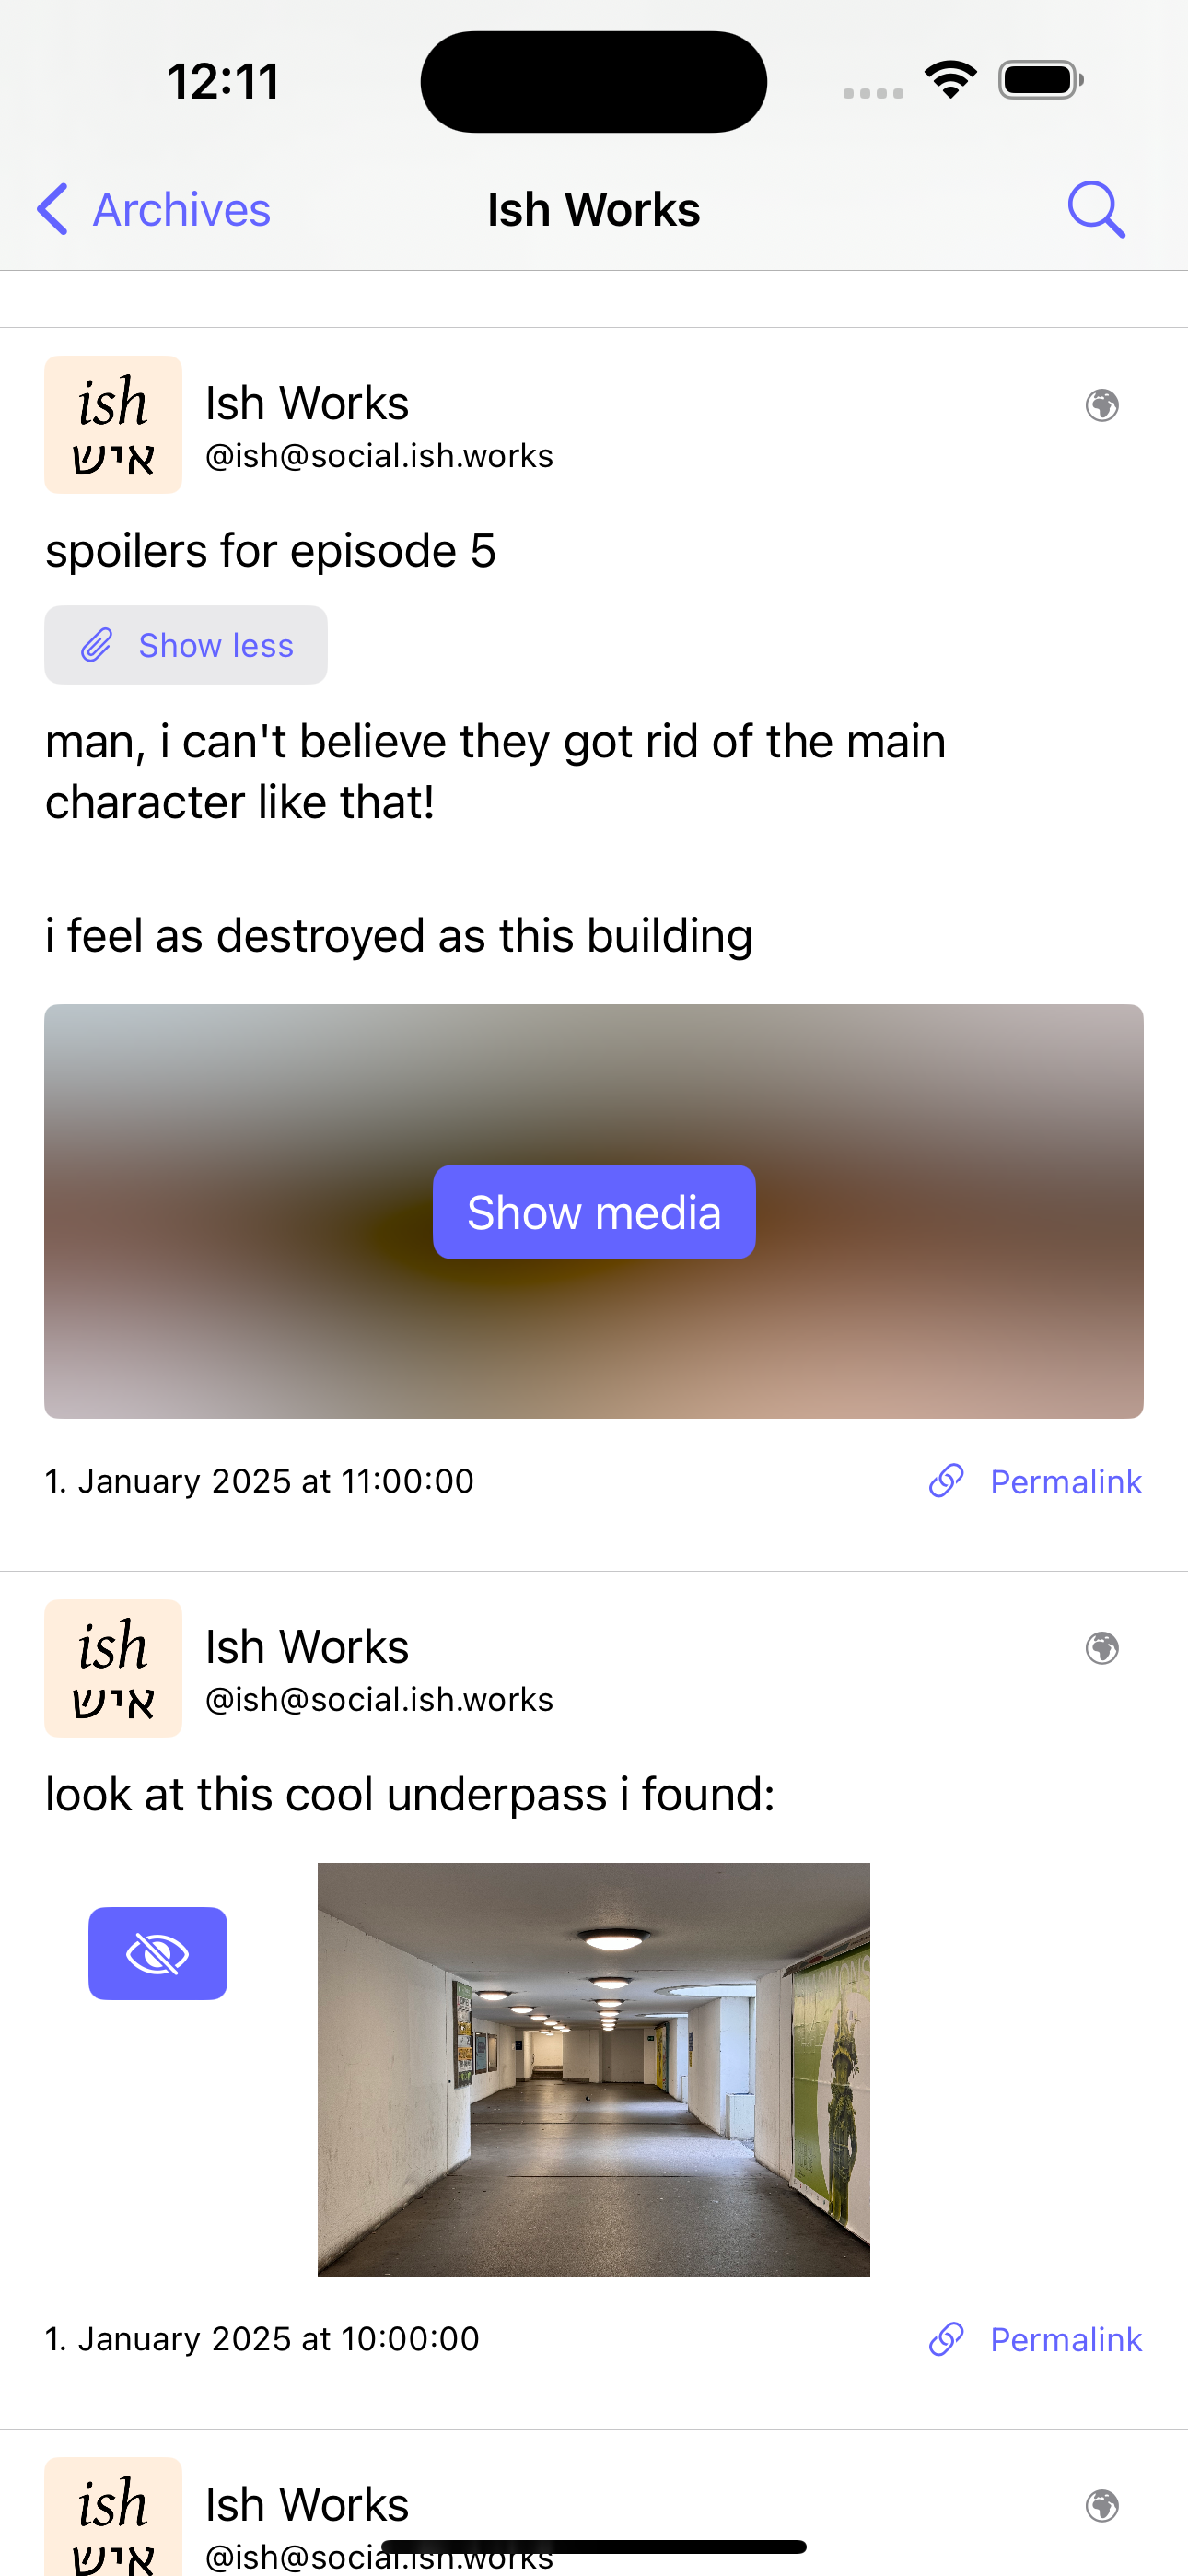 12:11
Archives
Ish Works
ish
איש
Ish Works
@ish@social.ish.works
spoilers for episode 5
Show less
man, i can't believe they got rid of the main
character like that!
i feel as destroyed as this building
Show media
1. January 2025 at 11:00:00
Permalink
ish
איש
Ish Works
@ish@social.ish.works
look at this cool underpass i found:
1. January 2025 at 10:00:00
Permalink
ish
איש
Ish Works
@ish@social.ish.works